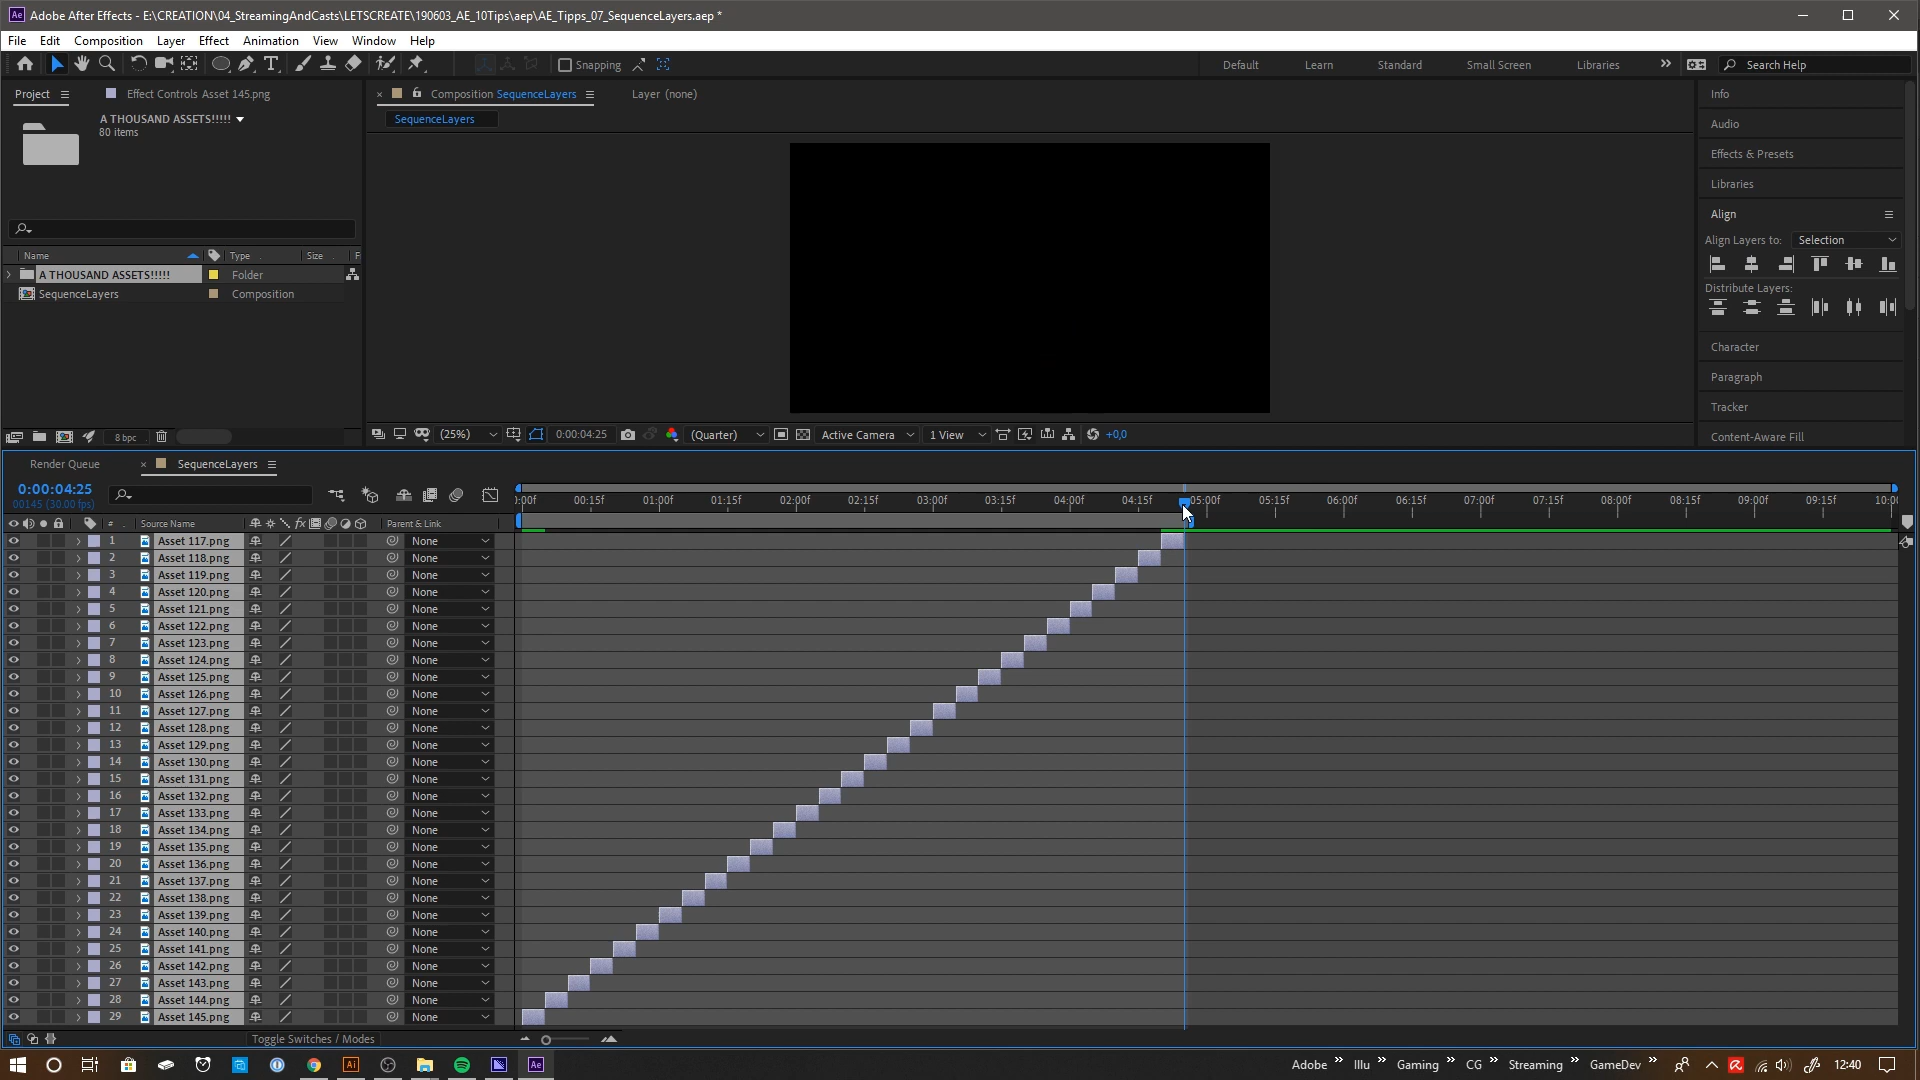 Adobe After Effects - E:\CREATION\04_StreamingAndCasts\LETSCREATE\190603_AE_10Tips\aep\AE_Tipps_07_SequenceLayers.aep *
File Edit Composition Layer Effect Animation View Window Help
Snapping Default Learn Standard Small Screen Libraries Search Help
Project Effect Controls Asset 145.png
A THOUSAND ASSETS!!!!!
80 items
Name Type Size F
A THOUSAND ASSETS!!!!! Folder
SequenceLayers Composition
8 bpc
Composition SequenceLayers Layer (none)
SequenceLayers
(25%) 0:00:04:25 (Quarter) Active Camera 1 View +0,0
Info
Audio
Effects & Presets
Libraries
Align
Align Layers to: Selection
Distribute Layers:
Character
Paragraph
Tracker
Content-Aware Fill
Render Queue SequenceLayers
0:00:04:25
00145 (30.00 fps)
):00f 00:15f 01:00f 01:15f 02:00f 02:15f 03:00f 03:15f 04:00f 04:15f 05:00f 05:15f 06:00f 06:15f 07:00f 07:15f 08:00f 08:15f 09:00f 09:15f 10:0
# Source Name fx Parent & Link
1 Asset 117.png None
2 Asset 118.png None
3 Asset 119.png None
4 Asset 120.png None
5 Asset 121.png None
6 Asset 122.png None
7 Asset 123.png None
8 Asset 124.png None
9 Asset 125.png None
10 Asset 126.png None
11 Asset 127.png None
12 Asset 128.png None
13 Asset 129.png None
14 Asset 130.png None
15 Asset 131.png None
16 Asset 132.png None
17 Asset 133.png None
18 Asset 134.png None
19 Asset 135.png None
20 Asset 136.png None
21 Asset 137.png None
22 Asset 138.png None
23 Asset 139.png None
24 Asset 140.png None
25 Asset 141.png None
26 Asset 142.png None
27 Asset 143.png None
28 Asset 144.png None
29 Asset 145.png None
Toggle Switches / Modes
Ai Ae Adobe Illu Gaming CG Streaming GameDev 12:40